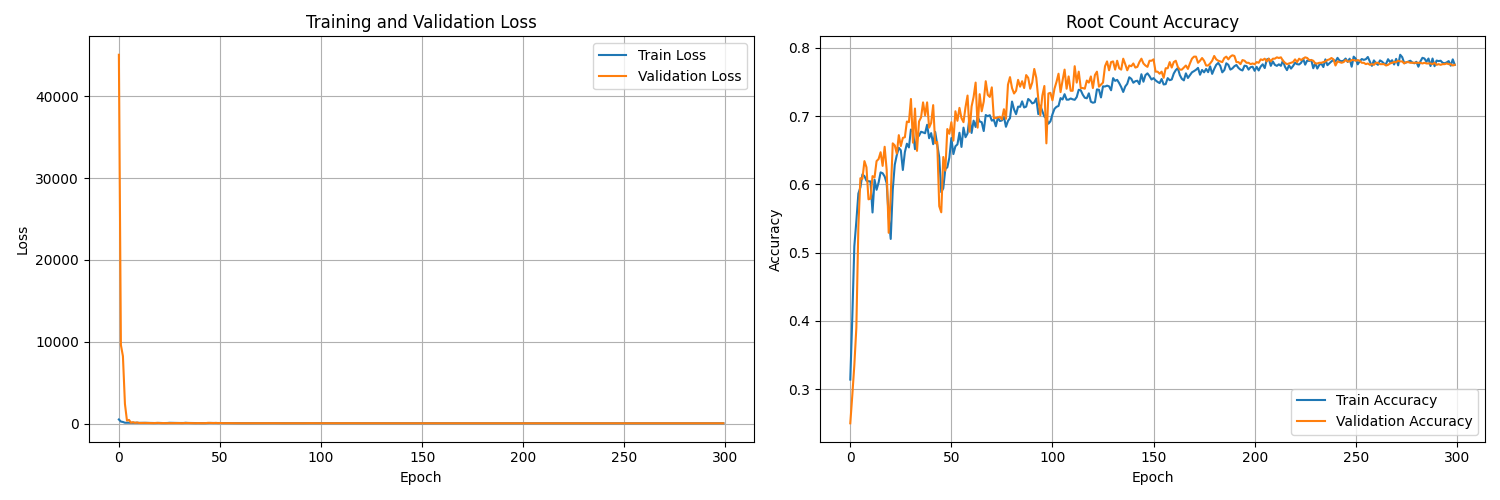 Training and Validation Loss
Train Loss
Validation Loss
40000
30000
20000
10000
0
Loss
0 50 100 150 200 250 300
Epoch
Root Count Accuracy
0.8
0.7
0.6
0.5
0.4
0.3
Accuracy
Train Accuracy
Validation Accuracy
0 50 100 150 200 250 300
Epoch